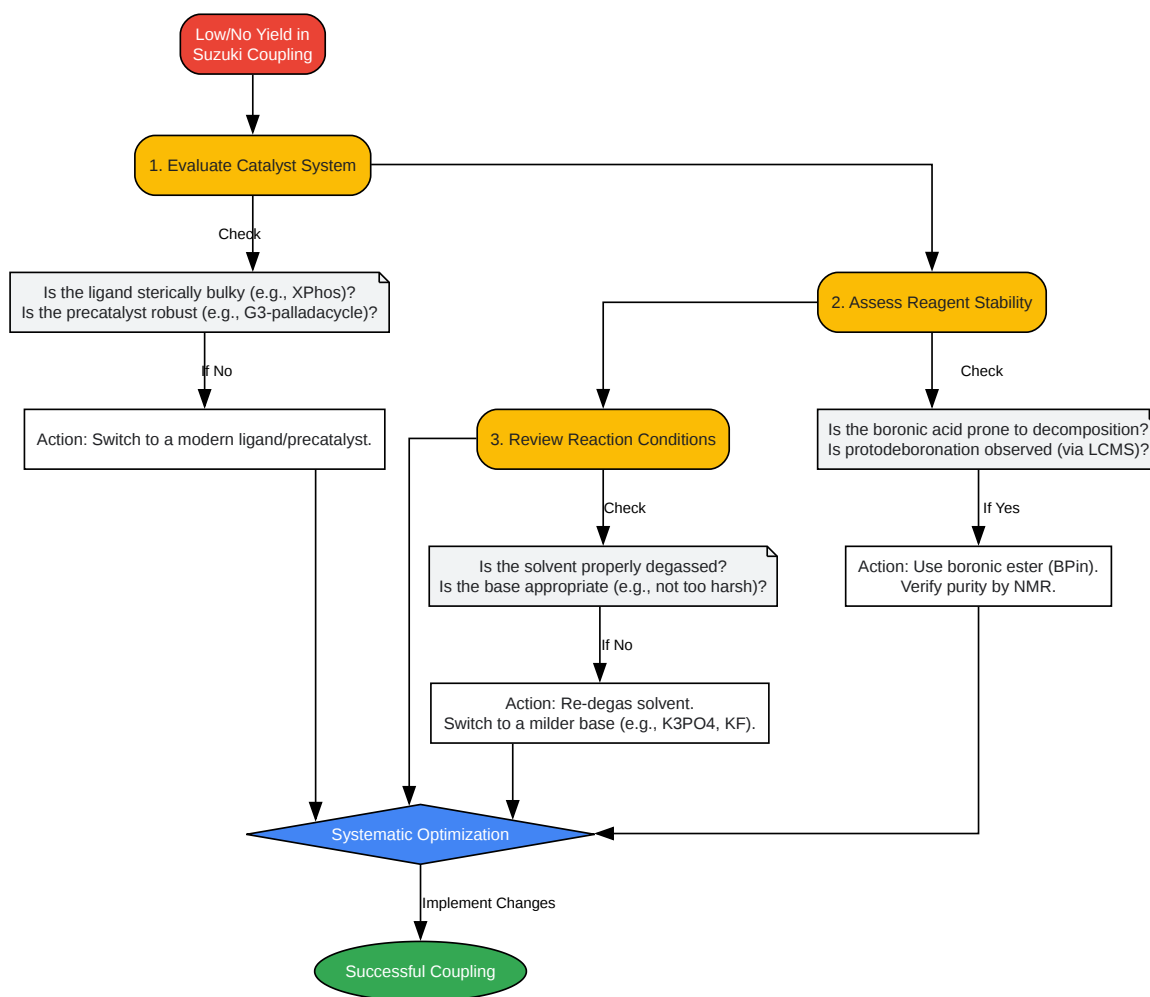 Low/No Yield in
Suzuki Coupling
1. Evaluate Catalyst System
Check
Is the ligand sterically bulky (e.g., XPhos)?
Is the precatalyst robust (e.g., G3-palladacycle)?
If No
Action: Switch to a modern ligand/precatalyst.
2. Assess Reagent Stability
Check
Is the boronic acid prone to decomposition?
Is protodeboronation observed (via LCMS)?
If Yes
Action: Use boronic ester (BPin).
Verify purity by NMR.
3. Review Reaction Conditions
Check
Is the solvent properly degassed?
Is the base appropriate (e.g., not too harsh)?
If No
Action: Re-degas solvent.
Switch to a milder base (e.g., K3PO4, KF).
Systematic Optimization
Implement Changes
Successful Coupling